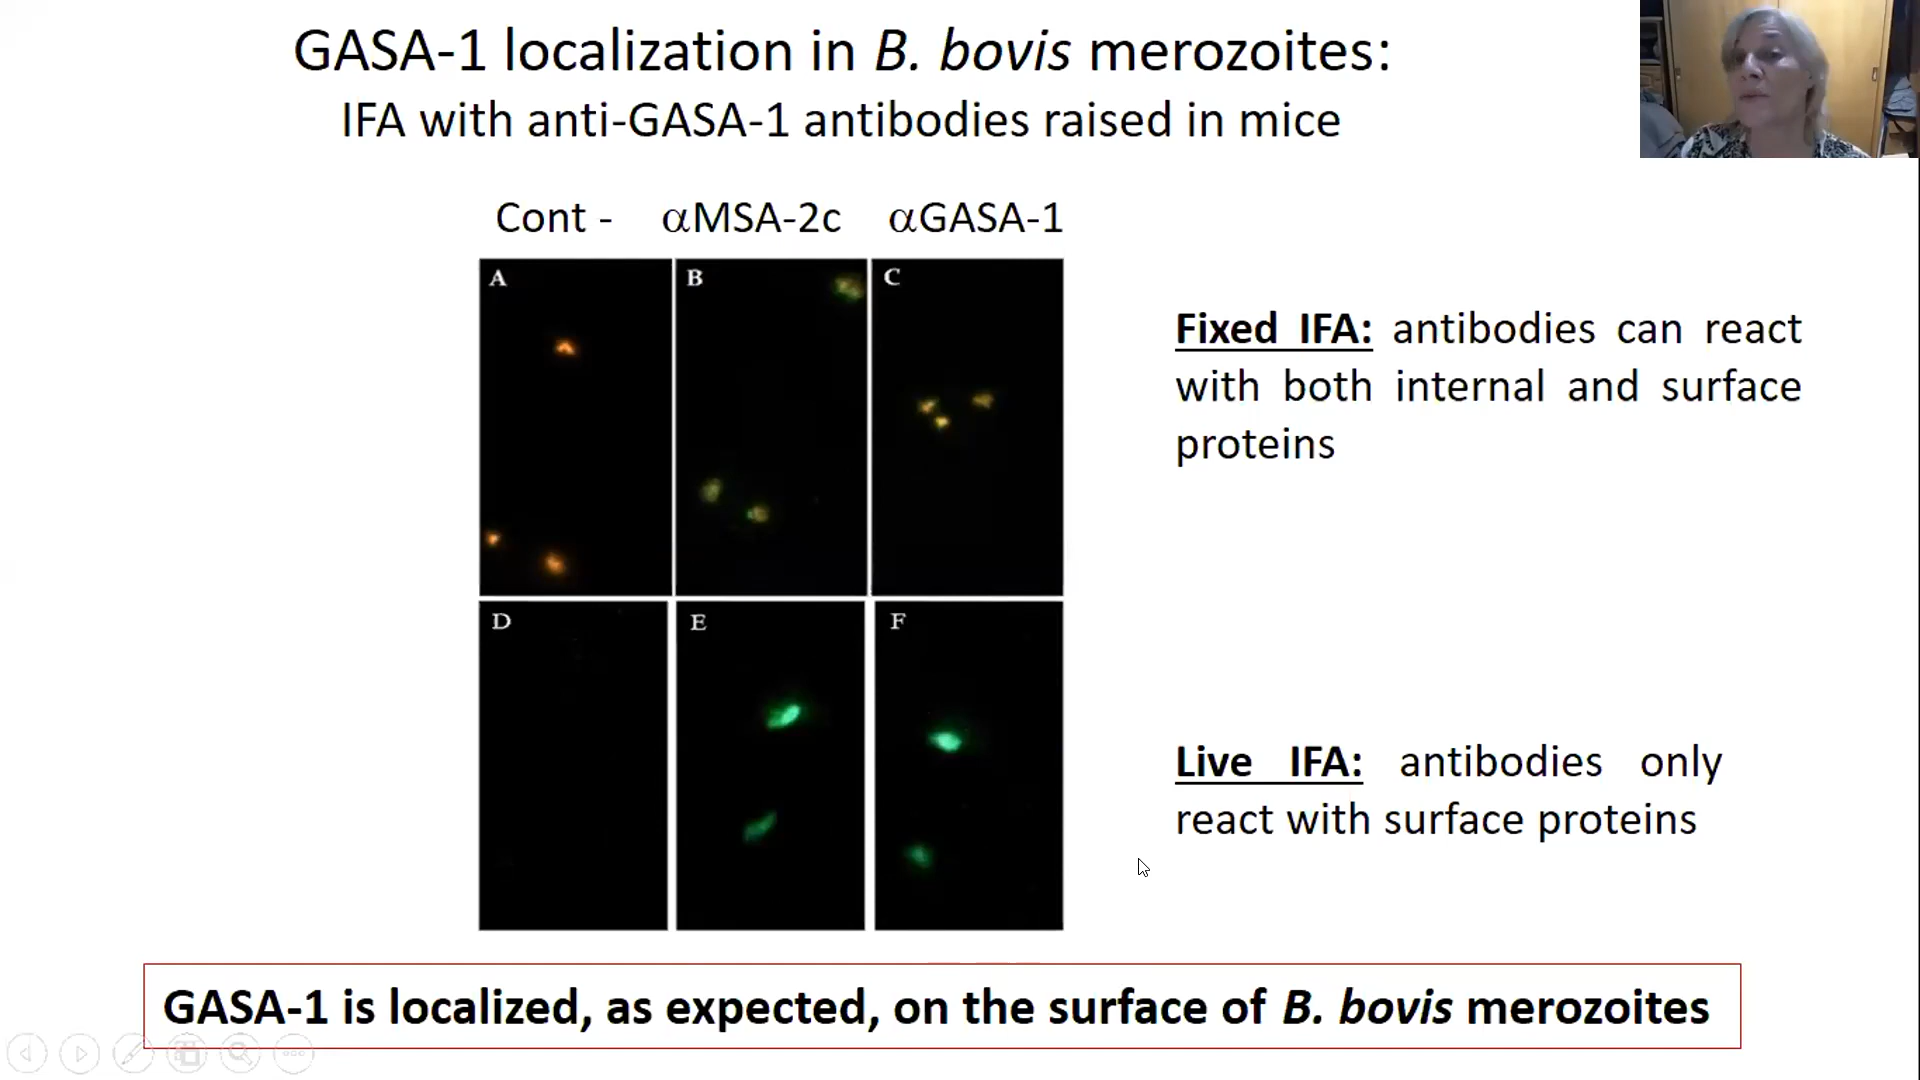 GASA-1 localization in B. bovis merozoites:
IFA with anti-GASA-1 antibodies raised in mice
Cont - αMSA-2c αGASA-1
A B C
Fixed IFA: antibodies can react
with both internal and surface
proteins
D E F
Live IFA: antibodies only
react with surface proteins
GASA-1 is localized, as expected, on the surface of B. bovis merozoites